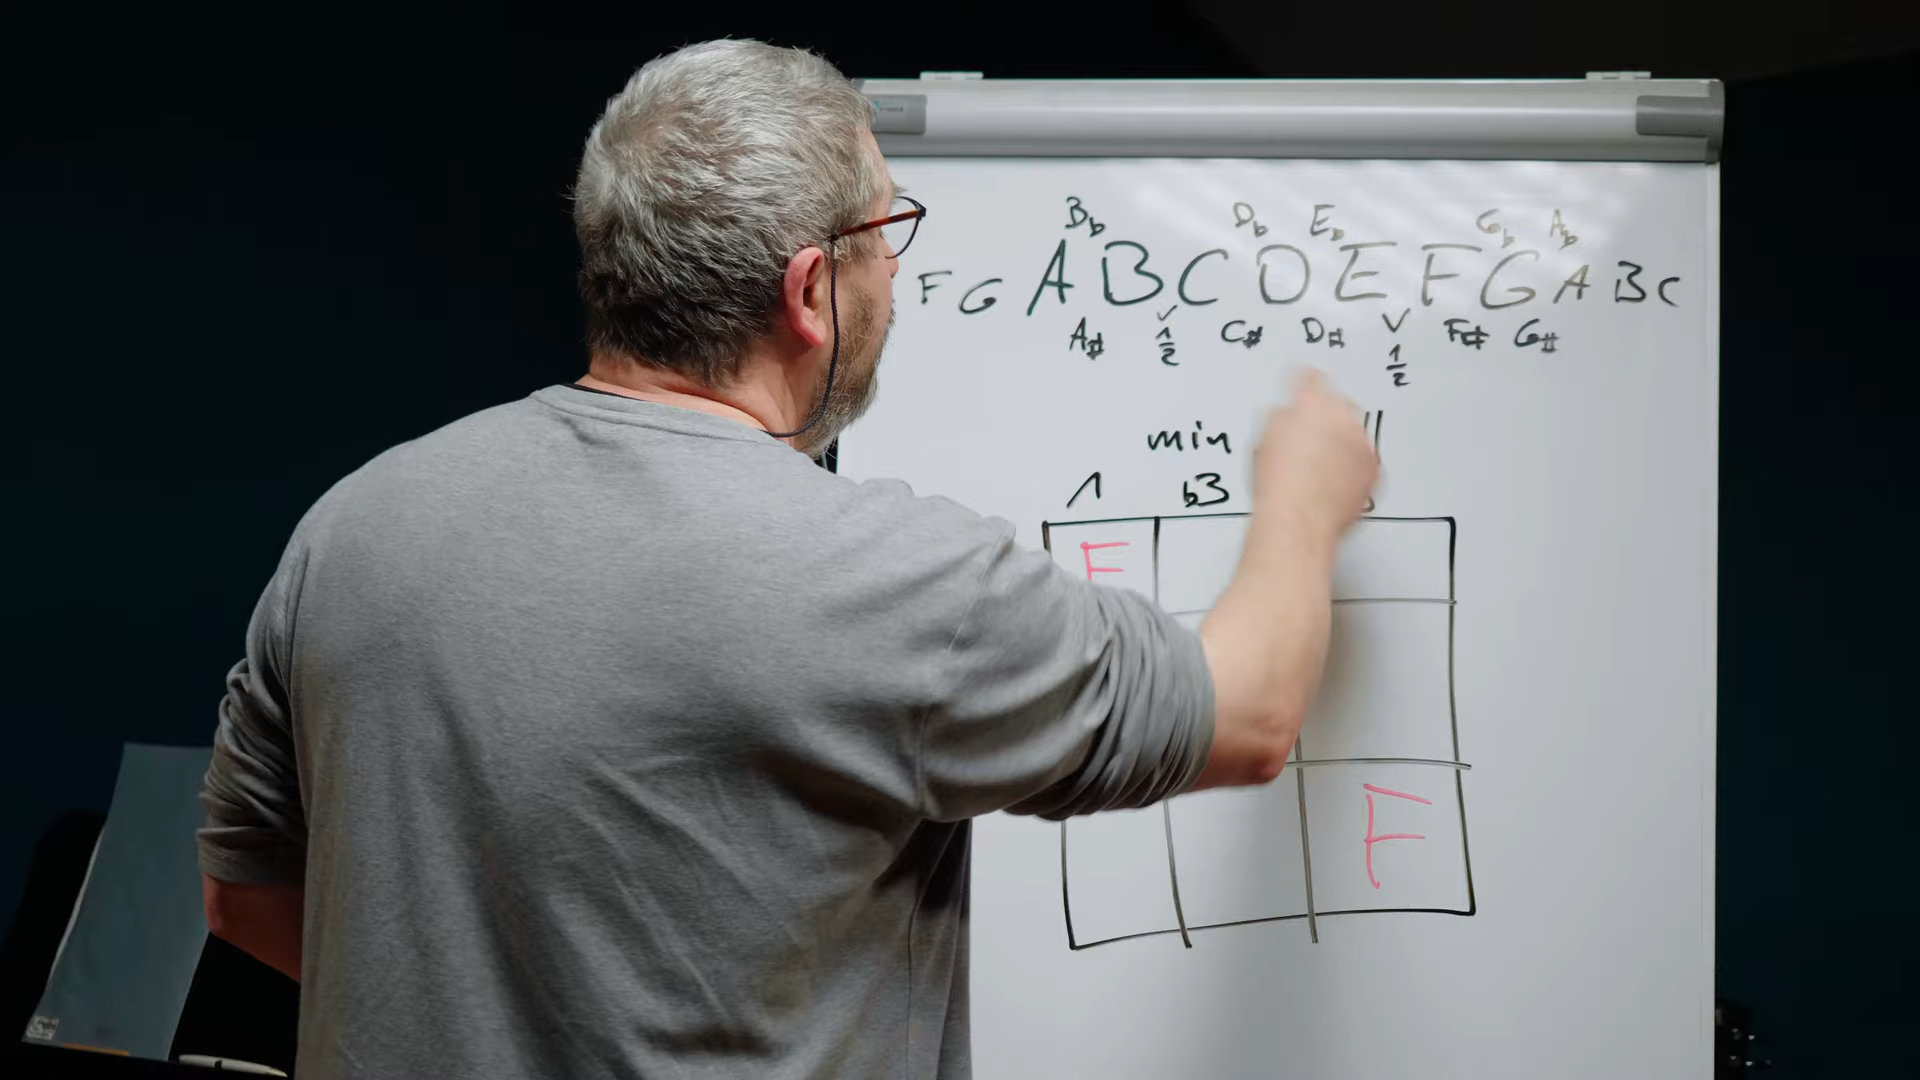 Bb Db Eb Gb Ab
F G A B C D E F G A B C
A# ½ C# D# ½ F# G#
min
1 b3
F
F